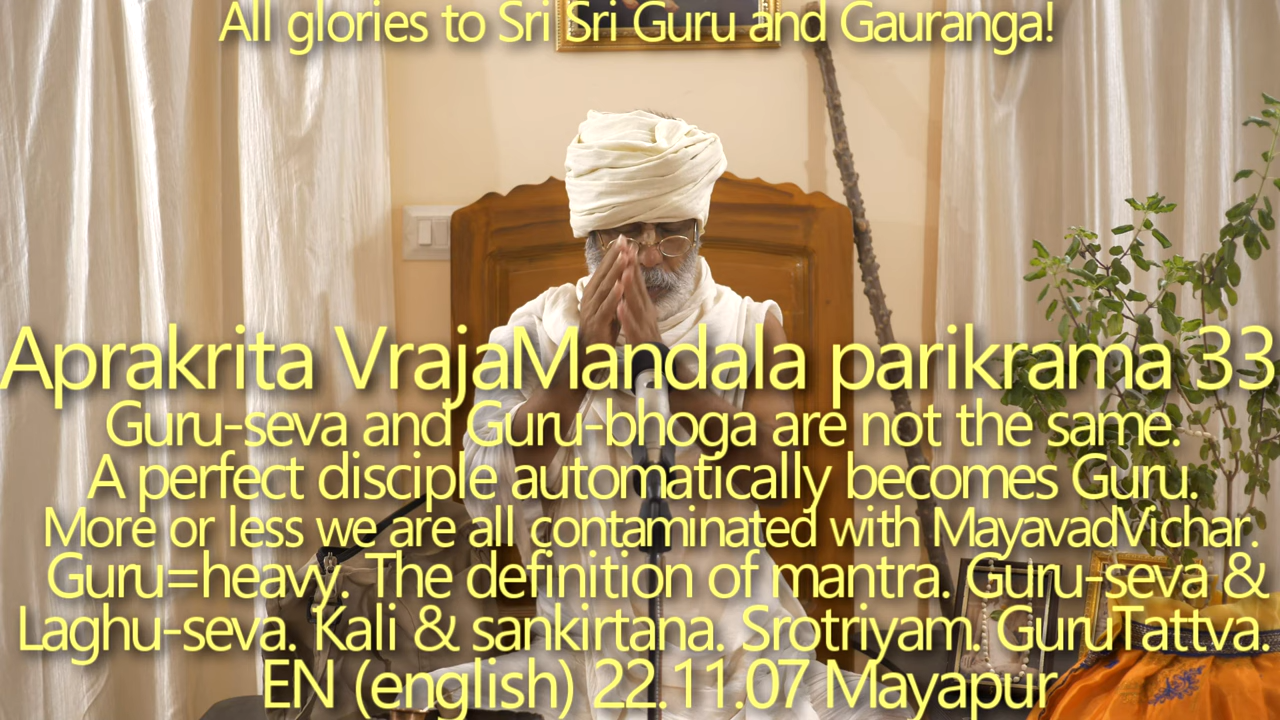 All glories to Sri Sri Guru and Gauranga!
Aprakrita VrajaMandala parikrama 33
Guru-seva and Guru-bhoga are not the same.
A perfect disciple automatically becomes Guru.
More or less we are all contaminated with MayavadVichar.
Guru=heavy. The definition of mantra. Guru-seva &
Laghu-seva. Kali & sankirtana. Srotriyam. GuruTattva.
EN (english) 22.11.07 Mayapur